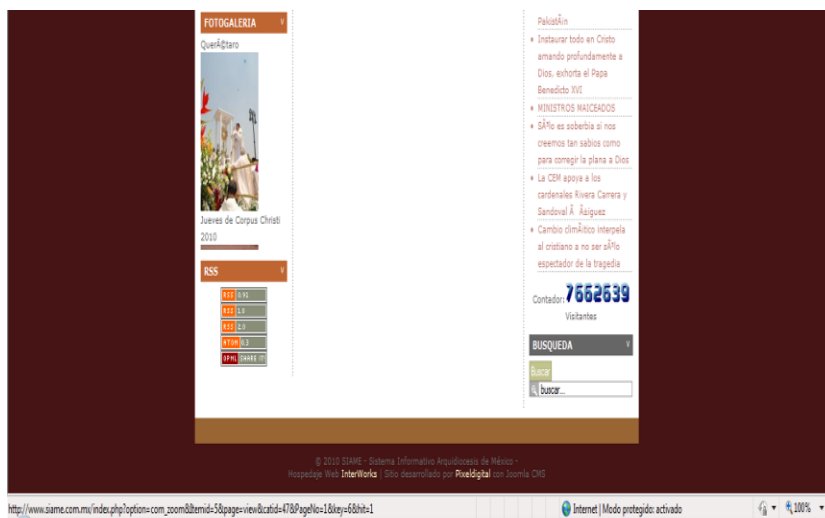 FOTOGALERIA v
QuerÃ©taro
Jueves de Corpus Christi
2010
RSS v
RSS 0.91
RSS 1.0
RSS 2.0
ATOM 0.3
OPML SHARE IT!
PakistÃ¡n
Instaurar todo en Cristo
amando profundamente a
Dios, exhorta el Papa
Benedicto XVI
MINISTROS MAICEADOS
SÃ³lo es soberbia si nos
creemos tan sabios como
para corregir la plana a Dios
La CEM apoya a los
cardenales Rivera Carrera y
Sandoval
Cambio climÃ¡tico interpela
al cristiano a no ser sÃ³lo
espectador de la tragedia
Contador: 7662639
Visitantes
BUSQUEDA v
Buscar
buscar...
© 2010 SIAME - Sistema Informativo Arquidiocesis de México -
Hospedaje Web InterWorks | Sitio desarrollado por Pixeldigital con Joomla CMS
http://www.siame.com.mx/index.php?option=com_zoom&Itemid=5&page=view&catid=47&PageNo=1&key=6&hit=1
Internet | Modo protegido: activado
100%